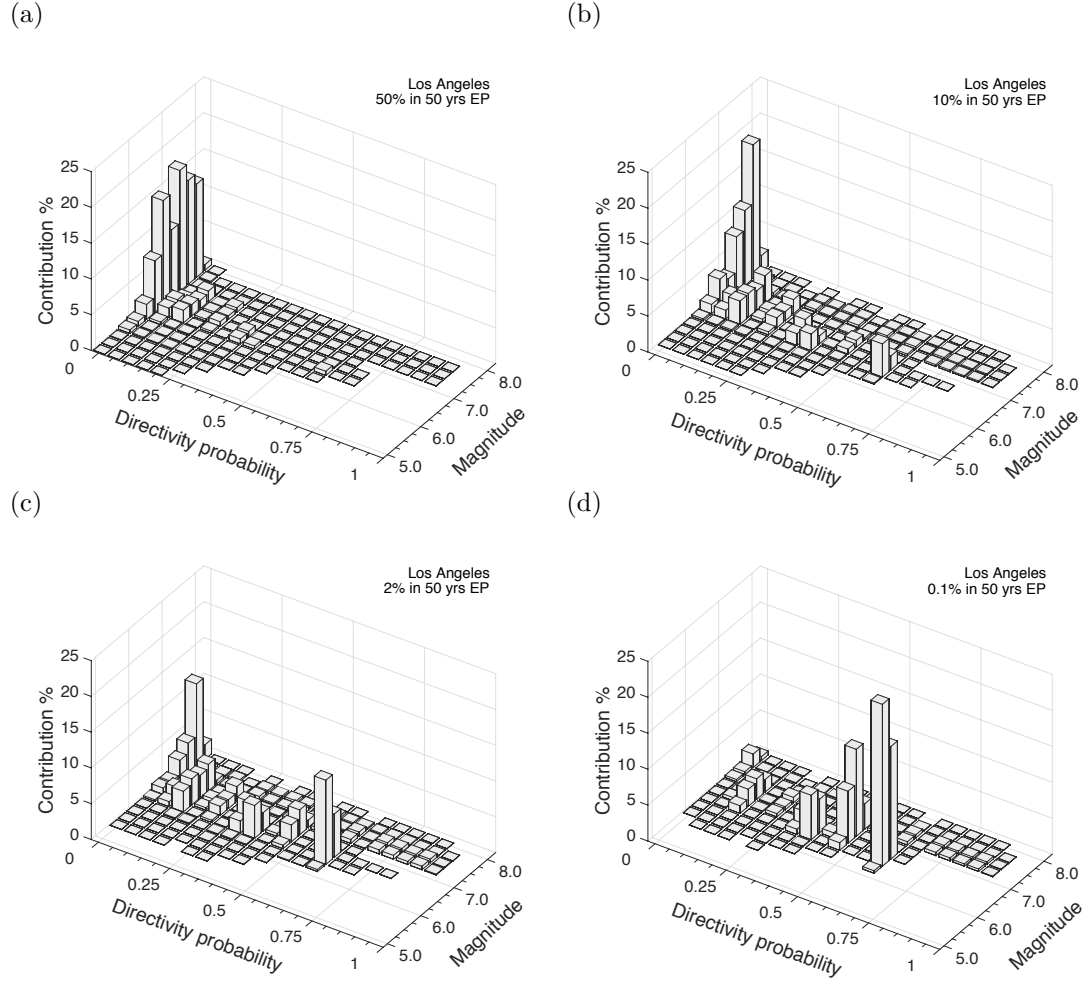 (a)
Los Angeles
50% in 50 yrs EP
25
20
15
10
5
0
Contribution %
0
0.25
0.5
0.75
1
Directivity probability
5.0
6.0
7.0
8.0
Magnitude
(b)
Los Angeles
10% in 50 yrs EP
25
20
15
10
5
0
Contribution %
0
0.25
0.5
0.75
1
Directivity probability
5.0
6.0
7.0
8.0
Magnitude
(c)
Los Angeles
2% in 50 yrs EP
25
20
15
10
5
0
Contribution %
0
0.25
0.5
0.75
1
Directivity probability
5.0
6.0
7.0
8.0
Magnitude
(d)
Los Angeles
0.1% in 50 yrs EP
25
20
15
10
5
0
Contribution %
0
0.25
0.5
0.75
1
Directivity probability
5.0
6.0
7.0
8.0
Magnitude